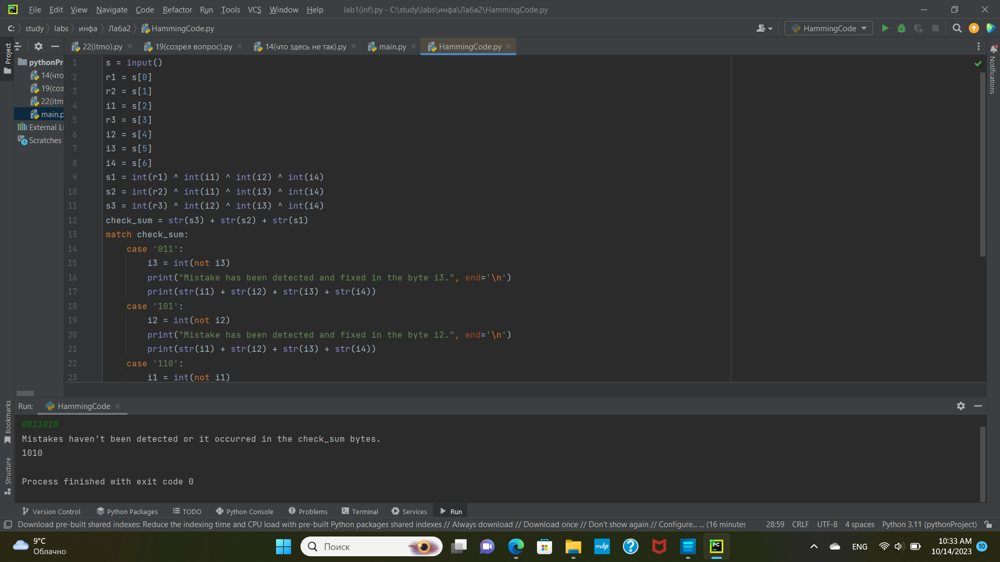 File Edit View Navigate Code Refactor Run Tools VCS Window Help lab1(inf).py - C:\study\labs\инфа\Лаба2\HammingCode.py
C: study labs инфа Лаба2 HammingCode.py HammingCode
Project
22(itmo).py 19(созрел вопрос).py 14(что здесь не так).py main.py HammingCode.py
pythonPr
14(что
19(соз
22(itm
main.p
External Li
Scratches
1 s = input()
2 r1 = s[0]
3 r2 = s[1]
4 i1 = s[2]
5 r3 = s[3]
6 i2 = s[4]
7 i3 = s[5]
8 i4 = s[6]
9 s1 = int(r1) ^ int(i1) ^ int(i2) ^ int(i4)
10 s2 = int(r2) ^ int(i1) ^ int(i3) ^ int(i4)
11 s3 = int(r3) ^ int(i2) ^ int(i3) ^ int(i4)
12 check_sum = str(s3) + str(s2) + str(s1)
13 match check_sum:
14 case '011':
15 i3 = int(not i3)
16 print("Mistake has been detected and fixed in the byte i3.", end='\n')
17 print(str(i1) + str(i2) + str(i3) + str(i4))
18 case '101':
19 i2 = int(not i2)
20 print("Mistake has been detected and fixed in the byte i2.", end='\n')
21 print(str(i1) + str(i2) + str(i3) + str(i4))
22 case '110':
23 i1 = int(not i1)
Notifications
Run: HammingCode
0011010
Mistakes haven't been detected or it occurred in the check_sum bytes.
1010
Process finished with exit code 0
Bookmarks
Structure
Version Control Python Packages TODO Python Console Problems Terminal Services Run
Download pre-built shared indexes: Reduce the indexing time and CPU load with pre-built Python packages shared indexes // Always download // Download once // Don't show again // Configure... ... (16 minutes 28:59 CRLF UTF-8 4 spaces Python 3.11 (pythonProject)
9°C
Облачно
Поиск
myhp
PC
ENG
10:33 AM
10/14/2023
10